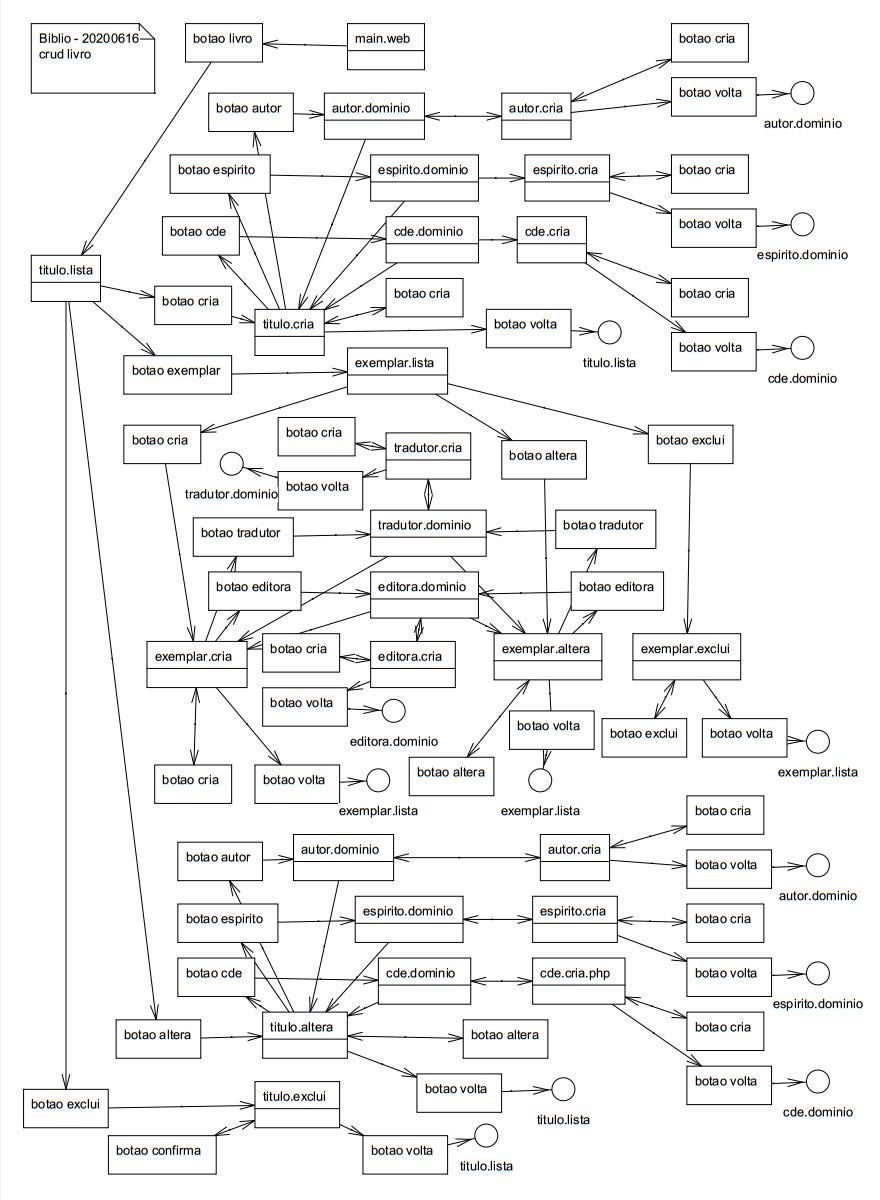 Biblio - 20200616
crud livro
botao livro
main.web
botao cria
botao autor
autor.dominio
autor.cria
botao volta
autor.dominio
botao espirito
espirito.dominio
espirito.cria
botao cria
botao volta
espirito.dominio
botao cde
cde.dominio
cde.cria
titulo.lista
botao cria
botao cria
botao cria
titulo.cria
botao volta
titulo.lista
botao volta
cde.dominio
botao exemplar
exemplar.lista
botao cria
botao cria
tradutor.cria
botao altera
botao exclui
tradutor.dominio
botao volta
botao tradutor
tradutor.dominio
botao tradutor
botao editora
editora.dominio
botao editora
exemplar.cria
botao cria
editora.cria
exemplar.altera
exemplar.exclui
botao volta
editora.dominio
botao volta
botao exclui
botao volta
exemplar.lista
botao cria
botao volta
exemplar.lista
botao altera
exemplar.lista
botao cria
botao autor
autor.dominio
autor.cria
botao volta
autor.dominio
botao espirito
espirito.dominio
espirito.cria
botao cria
botao cde
cde.dominio
cde.cria.php
botao volta
espirito.dominio
botao altera
titulo.altera
botao altera
botao cria
botao volta
titulo.lista
botao volta
cde.dominio
botao exclui
titulo.exclui
botao confirma
botao volta
titulo.lista